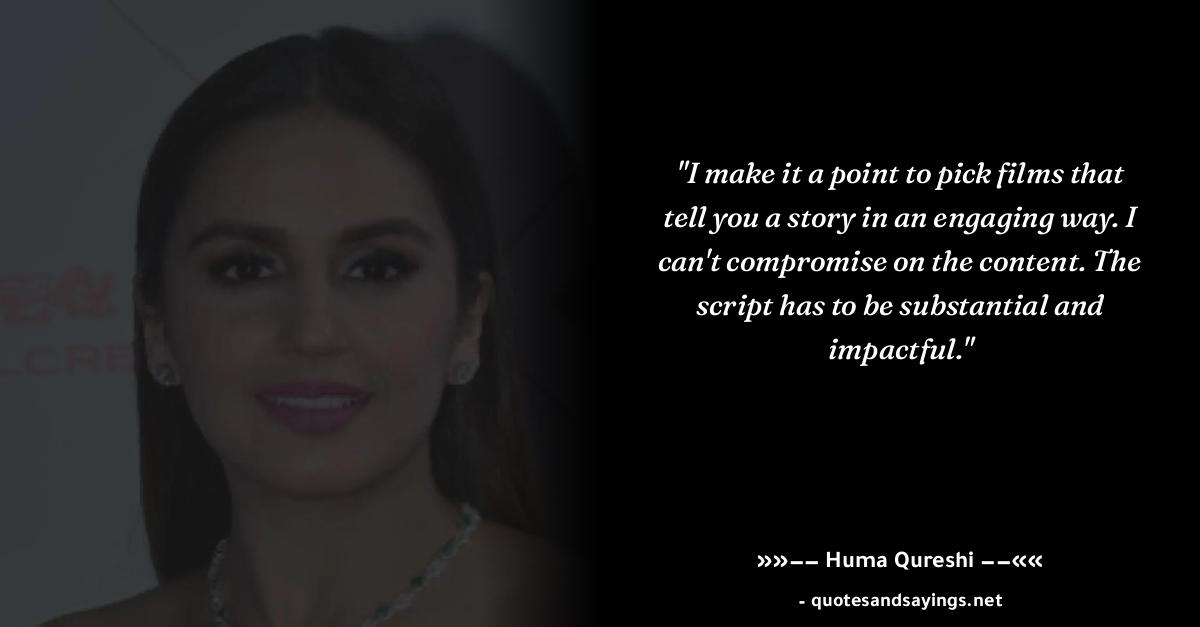 "I make it a point to pick films that
tell you a story in an engaging way. I
can't compromise on the content. The
script has to be substantial and
impactful."
»»–– Huma Qureshi ––««
- quotesandsayings.net
LCRE